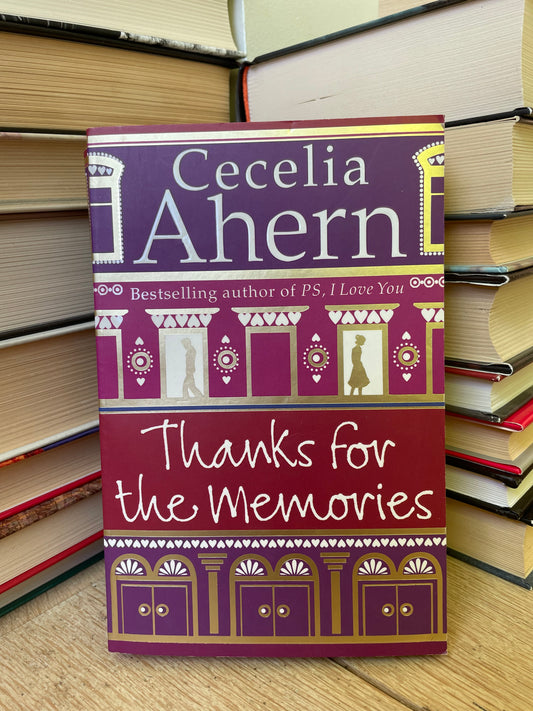 Cecelia
Ahern
Bestselling author of PS, I Love You
Thanks for
the Memories